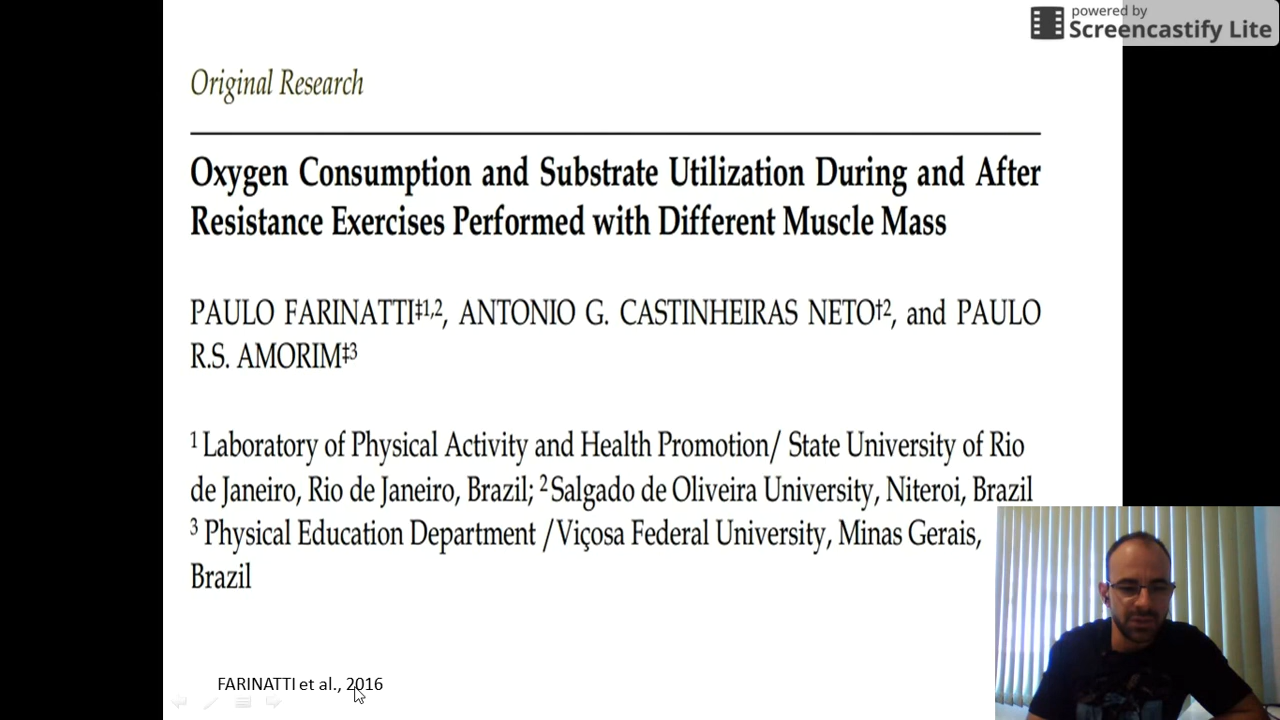 powered by
Screencastify Lite
Original Research
Oxygen Consumption and Substrate Utilization During and After
Resistance Exercises Performed with Different Muscle Mass
PAULO FARINATTI‡1,2, ANTONIO G. CASTINHEIRAS NETO†2, and PAULO
R.S. AMORIM‡3
1 Laboratory of Physical Activity and Health Promotion/ State University of Rio
de Janeiro, Rio de Janeiro, Brazil; 2 Salgado de Oliveira University, Niteroi, Brazil
3 Physical Education Department /Viçosa Federal University, Minas Gerais,
Brazil
FARINATTI et al., 2016